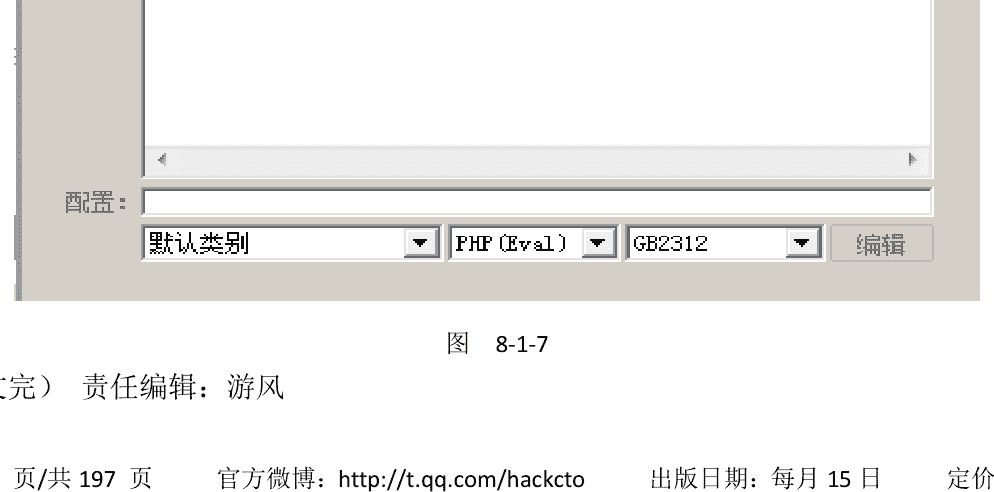 配置：
默认类别 PHP(Eval) GB2312 编辑
图 8-1-7
完） 责任编辑：游风
页/共 197 页 官方微博：http://t.qq.com/hackcto 出版日期：每月 15 日 定价